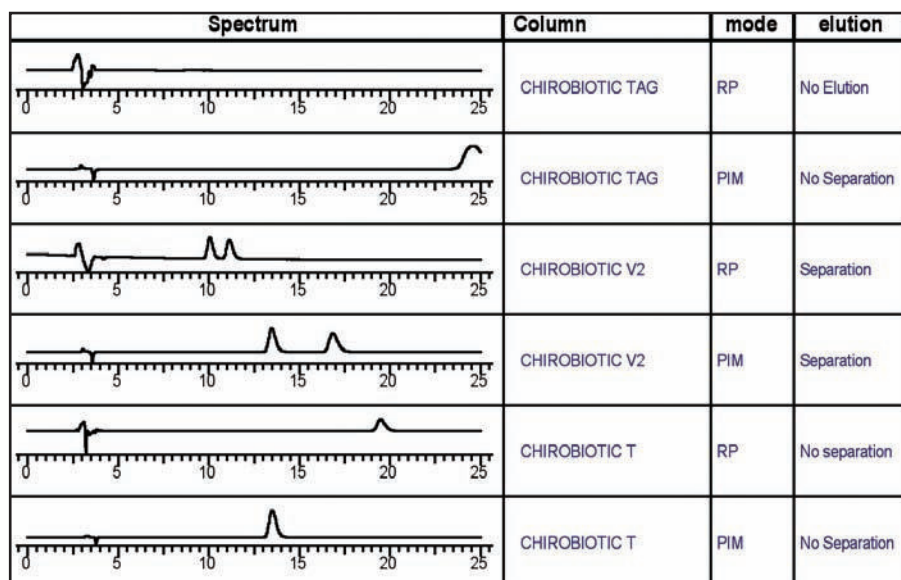 Spectrum Column mode elution
CHIROBIOTIC TAG RP No Elution
0 5 10 15 20 25
CHIROBIOTIC TAG PIM No Separation
0 5 10 15 20 25
CHIROBIOTIC V2 RP Separation
0 5 10 15 20 25
CHIROBIOTIC V2 PIM Separation
0 5 10 15 20 25
CHIROBIOTIC T RP No separation
0 5 10 15 20 25
CHIROBIOTIC T PIM No Separation
0 5 10 15 20 25